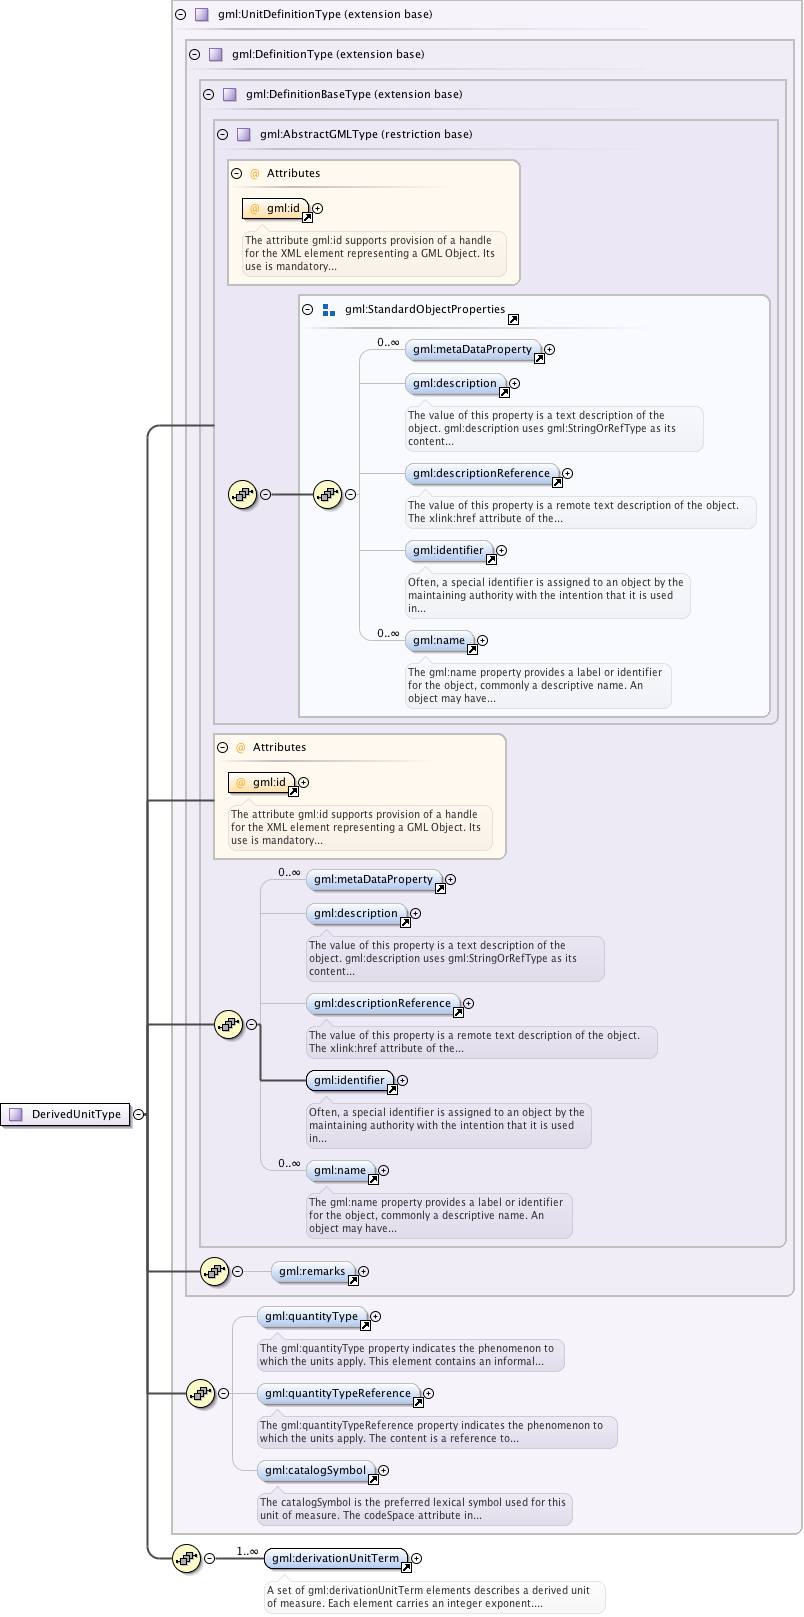 gml:UnitDefinitionType (extension base)
gml:DefinitionType (extension base)
gml:DefinitionBaseType (extension base)
gml:AbstractGMLType (restriction base)
@ Attributes
@ gml:id
The attribute gml:id supports provision of a handle
for the XML element representing a GML Object. Its
use is mandatory...
gml:StandardObjectProperties
0..∞
gml:metaDataProperty
gml:description
The value of this property is a text description of the
object. gml:description uses gml:StringOrRefType as its
content...
gml:descriptionReference
The value of this property is a remote text description of the object.
The xlink:href attribute of the...
gml:identifier
Often, a special identifier is assigned to an object by the
maintaining authority with the intention that it is used
in...
0..∞
gml:name
The gml:name property provides a label or identifier
for the object, commonly a descriptive name. An
object may have...
@ Attributes
@ gml:id
The attribute gml:id supports provision of a handle
for the XML element representing a GML Object. Its
use is mandatory...
0..∞
gml:metaDataProperty
gml:description
The value of this property is a text description of the
object. gml:description uses gml:StringOrRefType as its
content...
gml:descriptionReference
The value of this property is a remote text description of the object.
The xlink:href attribute of the...
gml:identifier
Often, a special identifier is assigned to an object by the
maintaining authority with the intention that it is used
in...
DerivedUnitType
0..∞
gml:name
The gml:name property provides a label or identifier
for the object, commonly a descriptive name. An
object may have...
gml:remarks
gml:quantityType
The gml:quantityType property indicates the phenomenon to
which the units apply. This element contains an informal...
gml:quantityTypeReference
The gml:quantityTypeReference property indicates the phenomenon to
which the units apply. The content is a reference to...
gml:catalogSymbol
The catalogSymbol is the preferred lexical symbol used for this
unit of measure. The codeSpace attribute in...
1..∞
gml:derivationUnitTerm
A set of gml:derivationUnitTerm elements describes a derived unit
of measure. Each element carries an integer exponent....